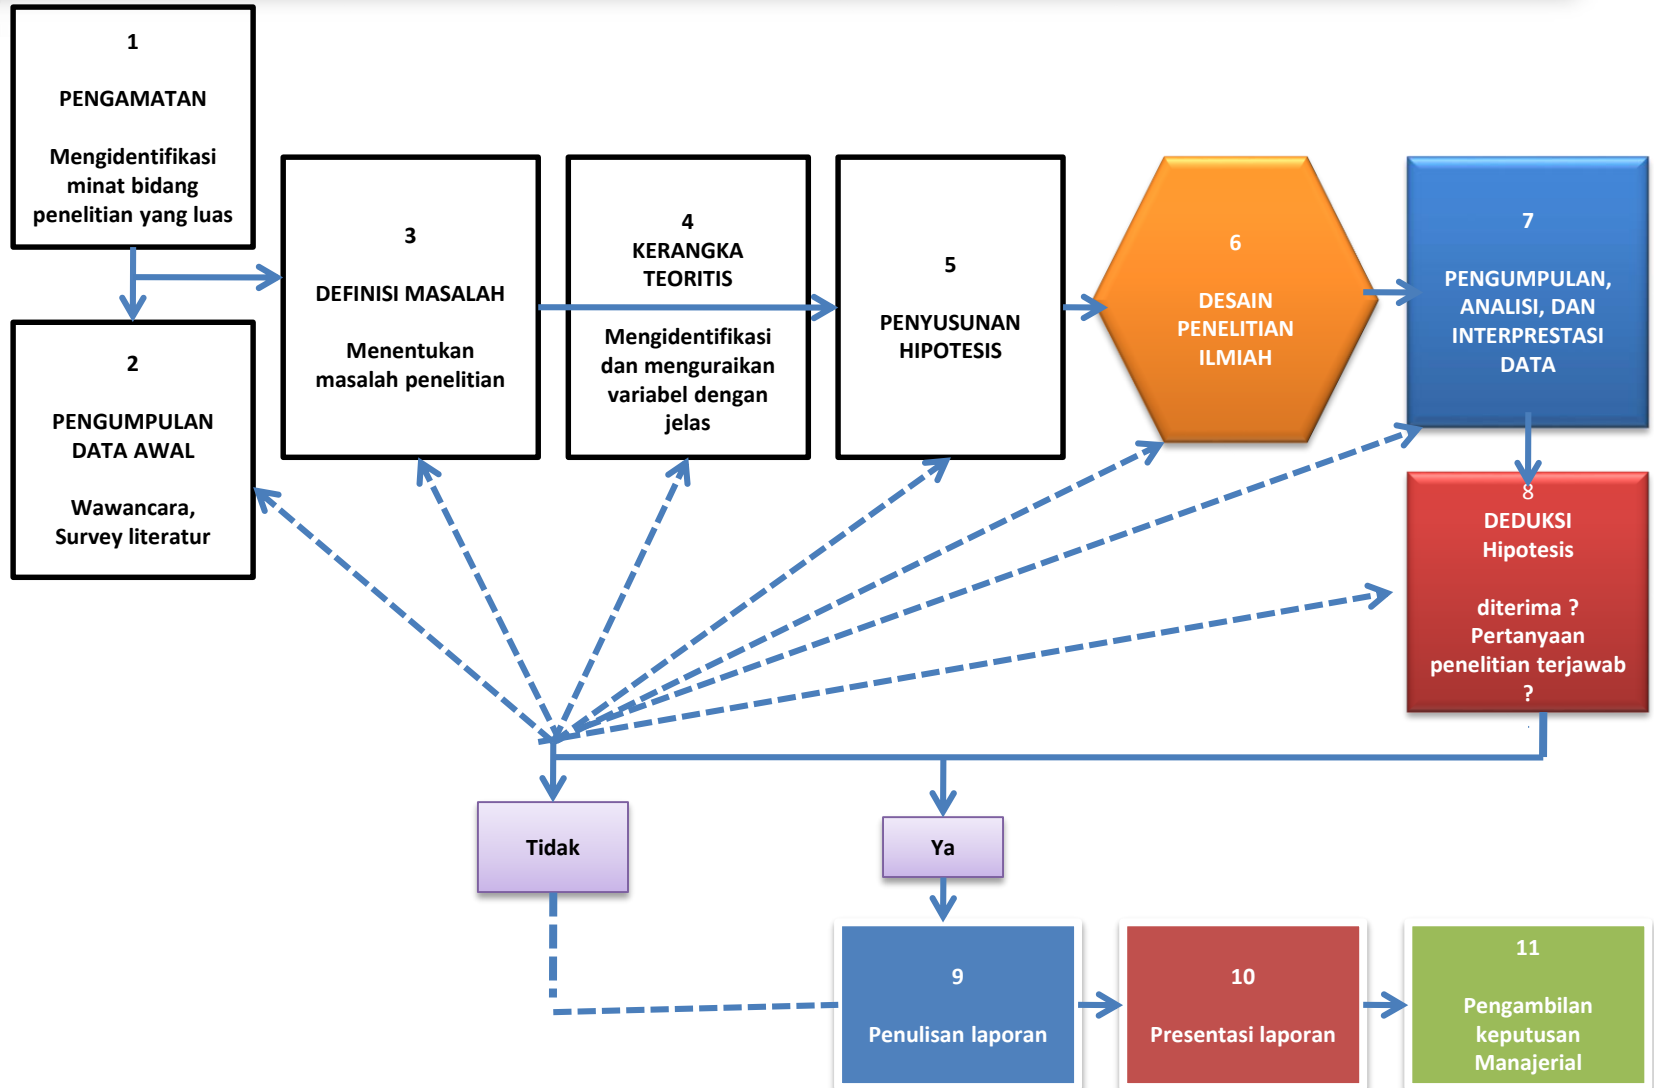 1
PENGAMATAN
Mengidentifikasi
minat bidang
penelitian yang luas
2
PENGUMPULAN
DATA AWAL
Wawancara,
Survey literatur
3
DEFINISI MASALAH
Menentukan
masalah penelitian
4
KERANGKA
TEORITIS
Mengidentifikasi
dan menguraikan
variabel dengan
jelas
5
PENYUSUNAN
HIPOTESIS
6
DESAIN
PENELITIAN
ILMIAH
7
PENGUMPULAN,
ANALISI, DAN
INTERPRESTASI
DATA
8
DEDUKSI
Hipotesis
diterima ?
Pertanyaan
penelitian terjawab
?
Tidak
Ya
9
Penulisan laporan
10
Presentasi laporan
11
Pengambilan
keputusan
Manajerial